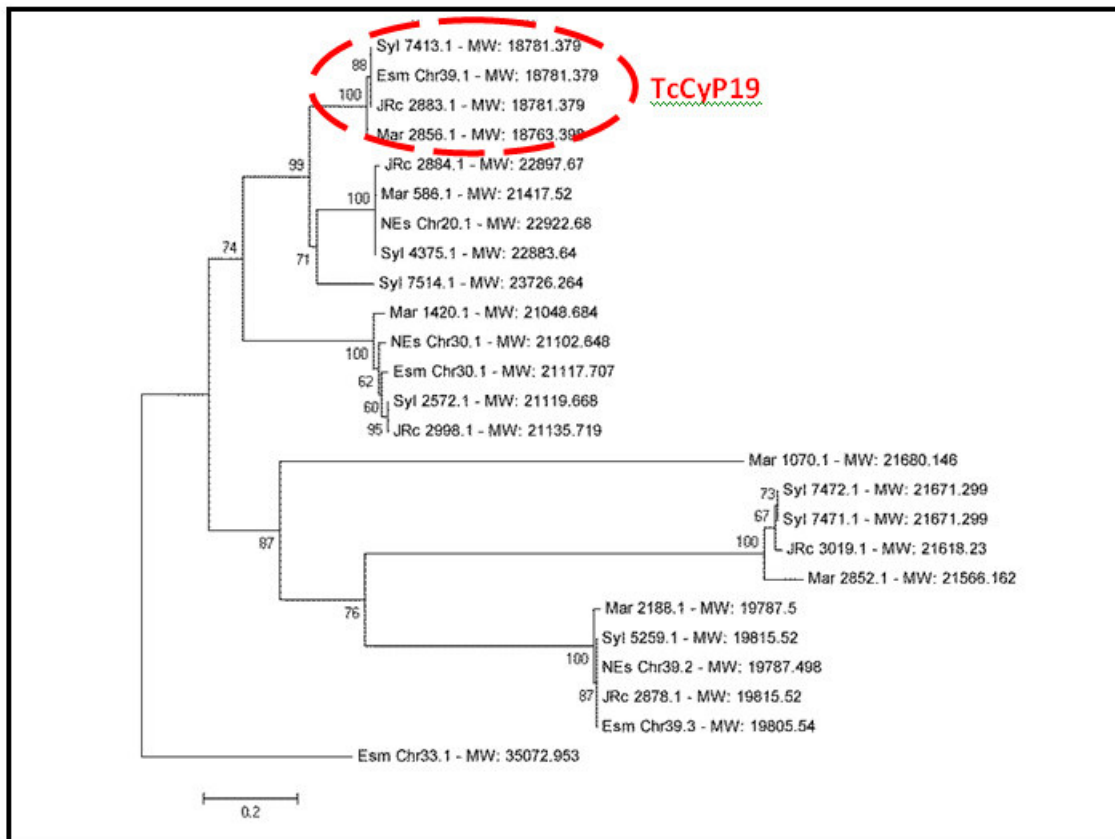 Syl 7413.1 - MW: 18781.379
88
Esm Chr39.1 - MW: 18781.379
TcCyP19
100
JRc 2883.1 - MW: 18781.379
Mar 2856.1 - MW: 18763.398
99
JRc 2884.1 - MW: 22897.67
100
Mar 586.1 - MW: 21417.52
NEs Chr20.1 - MW: 22922.68
74
Syl 4375.1 - MW: 22883.64
71
Syl 7514.1 - MW: 23726.264
Mar 1420.1 - MW: 21048.684
NEs Chr30.1 - MW: 21102.648
100
Esm Chr30.1 - MW: 21117.707
62
Syl 2572.1 - MW: 21119.668
60
JRc 2998.1 - MW: 21135.719
95
Mar 1070.1 - MW: 21680.146
Syl 7472.1 - MW: 21671.299
73
67
Syl 7471.1 - MW: 21671.299
87
100
JRc 3019.1 - MW: 21618.23
Mar 2852.1 - MW: 21566.162
76
Mar 2188.1 - MW: 19787.5
Syl 5259.1 - MW: 19815.52
100
NEs Chr39.2 - MW: 19787.498
87
JRc 2878.1 - MW: 19815.52
Esm Chr39.3 - MW: 19805.54
Esm Chr33.1 - MW: 35072.953
0.2